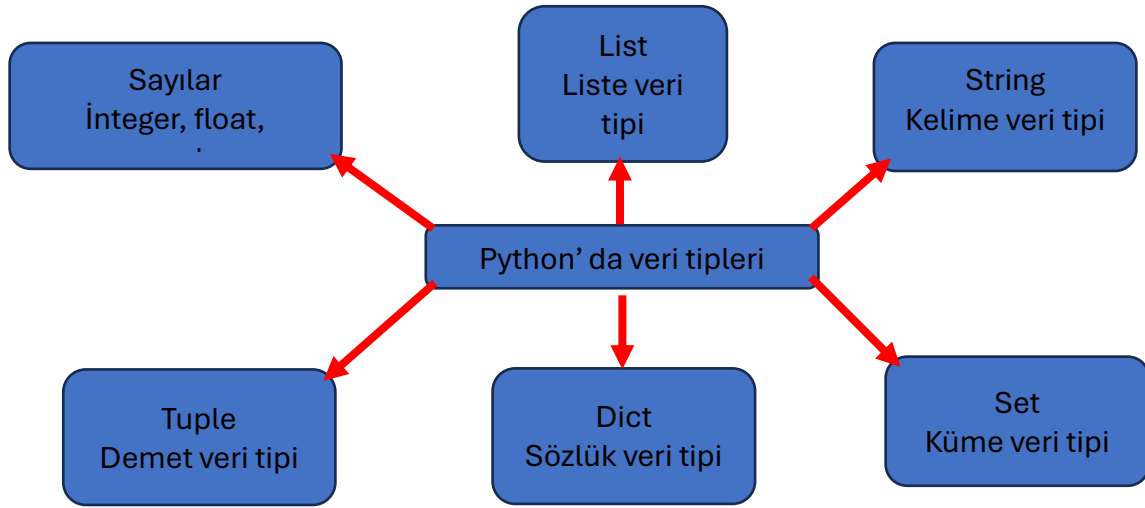 Sayılar
İnteger, float,
List
Liste veri
tipi
String
Kelime veri tipi
Python’ da veri tipleri
Tuple
Demet veri tipi
Dict
Sözlük veri tipi
Set
Küme veri tipi